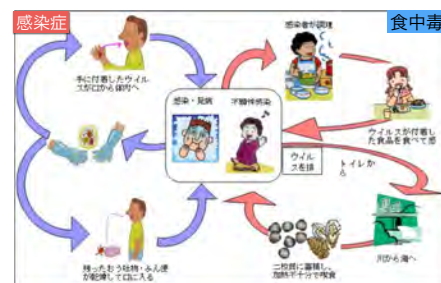 感染症
食中毒
感染者が調理
手に付着したウイル
スが口から体内へ
感染・発病
不顕性感染
ウイルスが付着し
た食品を食べて感
ウイル
スを排
トイレか
ら
残ったおう吐物・ふん便
が乾燥して口に入る
二枚貝に蓄積し、
加熱不十分で喫食
川から海へ